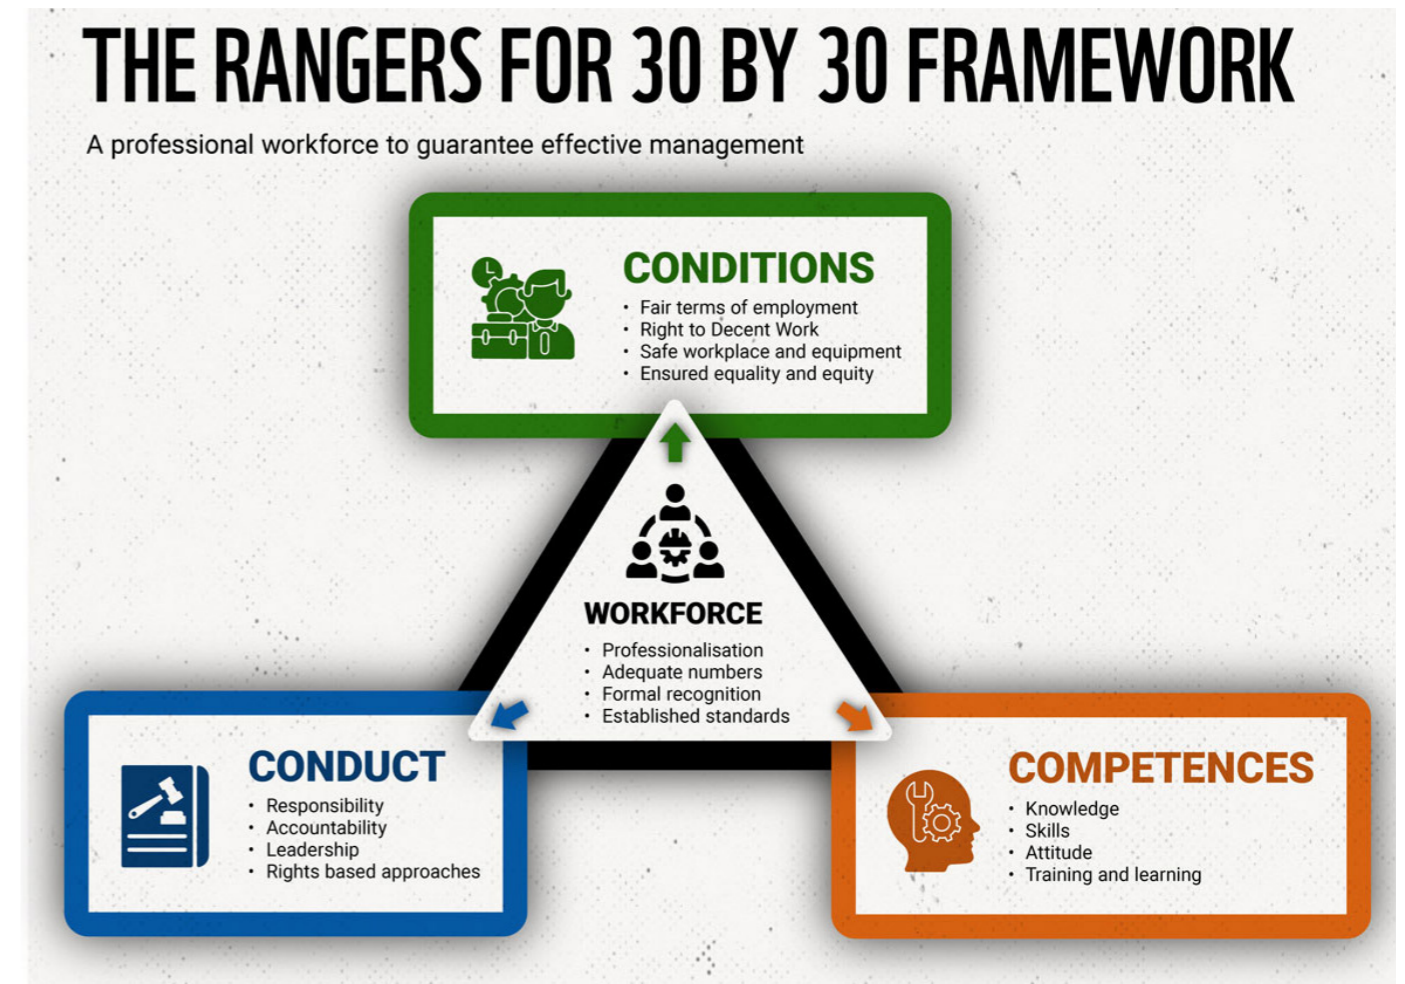 THE RANGERS FOR 30 BY 30 FRAMEWORK
A professional workforce to guarantee effective management
CONDITIONS
• Fair terms of employment
• Right to Decent Work
• Safe workplace and equipment
• Ensured equality and equity
WORKFORCE
• Professionalisation
• Adequate numbers
• Formal recognition
• Established standards
CONDUCT
• Responsibility
• Accountability
• Leadership
• Rights based approaches
COMPETENCES
• Knowledge
• Skills
• Attitude
• Training and learning